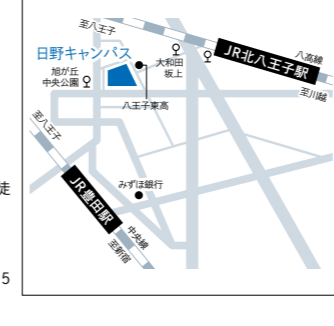 至八王子
日野キャンパス
大和田
坂上
JR北八王子駅
八高線
至川越
旭が丘
中央公園
八王子東高
至八王子
みずほ銀行
JR豊田駅
中央線
至新宿
徒
5